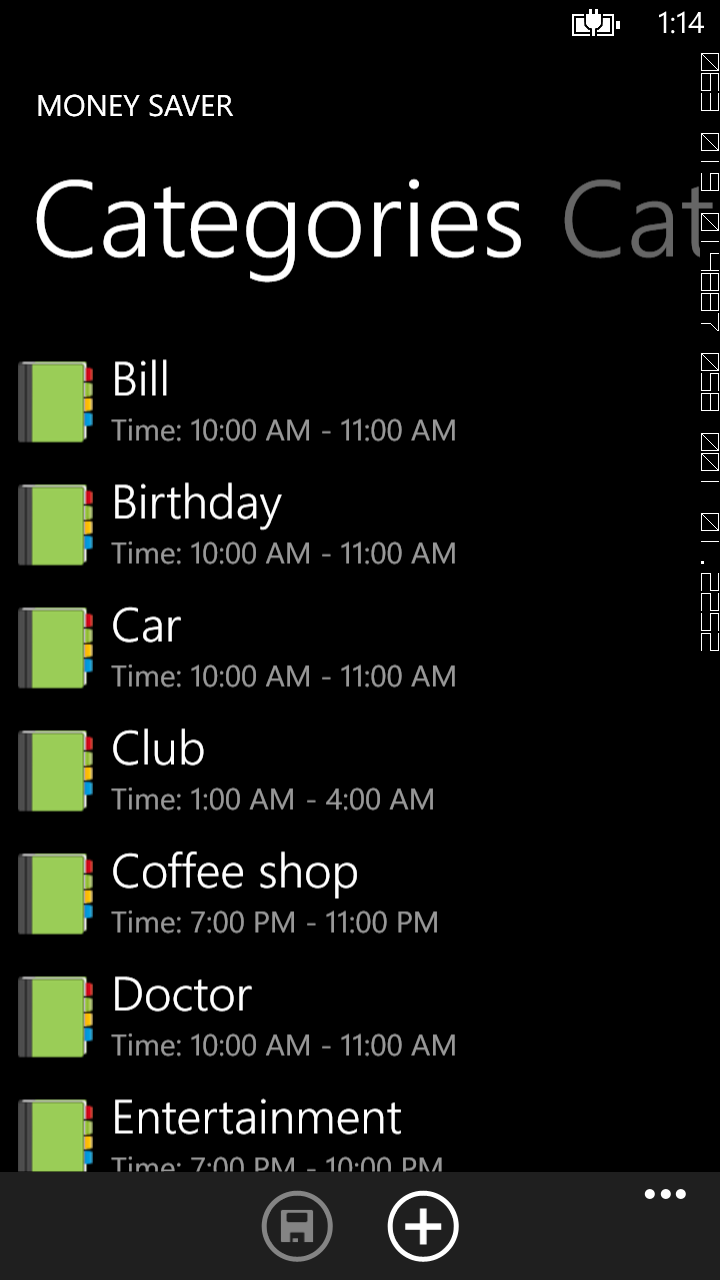 1:14
MONEY SAVER
Categories Cat
Bill
Time: 10:00 AM - 11:00 AM
Birthday
Time: 10:00 AM - 11:00 AM
Car
Time: 10:00 AM - 11:00 AM
Club
Time: 1:00 AM - 4:00 AM
Coffee shop
Time: 7:00 PM - 11:00 PM
Doctor
Time: 10:00 AM - 11:00 AM
Entertainment
Time: 7:00 PM - 10:00 PM